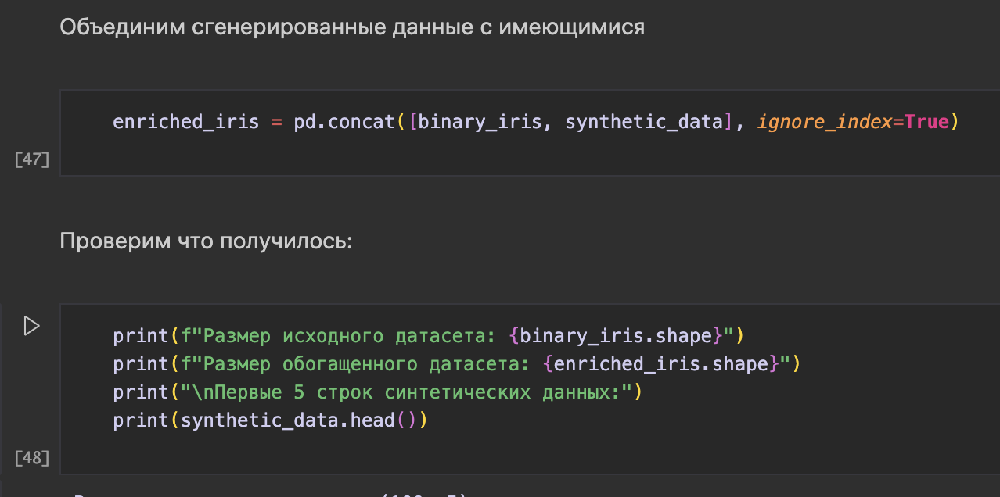 Объединим сгенерированные данные с имеющимися
enriched_iris = pd.concat([binary_iris, synthetic_data], ignore_index=True)
[47]
Проверим что получилось:
print(f"Размер исходного датасета: {binary_iris.shape}")
print(f"Размер обогащенного датасета: {enriched_iris.shape}")
print("\nПервые 5 строк синтетических данных:")
print(synthetic_data.head())
[48]